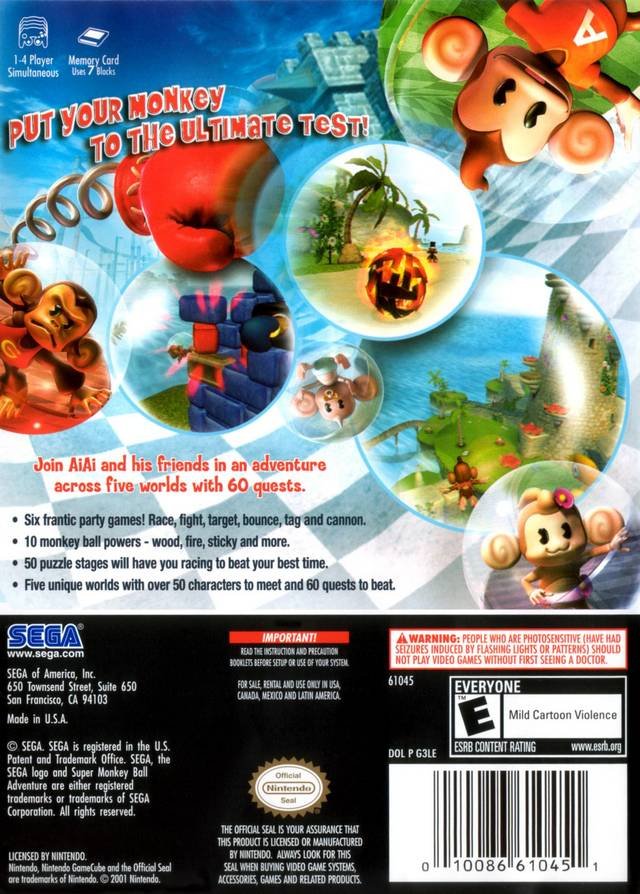 1-4 Player
Simultaneous
Memory Card
Uses 7 Blocks
PUT YOUR MONKEY
TO THE ULTIMATE TEST!
A
G
Join AiAi and his friends in an adventure
across five worlds with 60 quests.
• Six frantic party games! Race, fight, target, bounce, tag and cannon.
• 10 monkey ball powers - wood, fire, sticky and more.
• 50 puzzle stages will have you racing to beat your best time.
• Five unique worlds with over 50 characters to meet and 60 quests to beat.
SEGA®
www.sega.com
SEGA of America, Inc.
650 Townsend Street, Suite 650
San Francisco, CA 94103
Made in U.S.A.
© SEGA. SEGA is registered in the U.S.
Patent and Trademark Office. SEGA, the
SEGA logo and Super Monkey Ball
Adventure are either registered
trademarks or trademarks of SEGA
Corporation. All rights reserved.
LICENSED BY NINTENDO.
Nintendo, Nintendo GameCube and the Official Seal
are trademarks of Nintendo. © 2001 Nintendo.
IMPORTANT!
READ THE INSTRUCTION AND PRECAUTION
BOOKLETS BEFORE SETUP OR USE OF YOUR SYSTEM.
FOR SALE, RENTAL AND USE ONLY IN USA,
CANADA, MEXICO AND LATIN AMERICA.
Official
Nintendo
Seal
THE OFFICIAL SEAL IS YOUR ASSURANCE THAT
THIS PRODUCT IS LICENSED OR MANUFACTURED
BY NINTENDO. ALWAYS LOOK FOR THIS
SEAL WHEN BUYING VIDEO GAME SYSTEMS,
ACCESSORIES, GAMES AND RELATED PRODUCTS.
WARNING: PEOPLE WHO ARE PHOTOSENSITIVE (HAVE HAD
SEIZURES INDUCED BY FLASHING LIGHTS OR PATTERNS) SHOULD
NOT PLAY VIDEO GAMES WITHOUT FIRST SEEING A DOCTOR.
61045
EVERYONE
E
Mild Cartoon Violence
ESRB CONTENT RATING www.esrb.org
DOL P G3LE
0 10086 61045 1